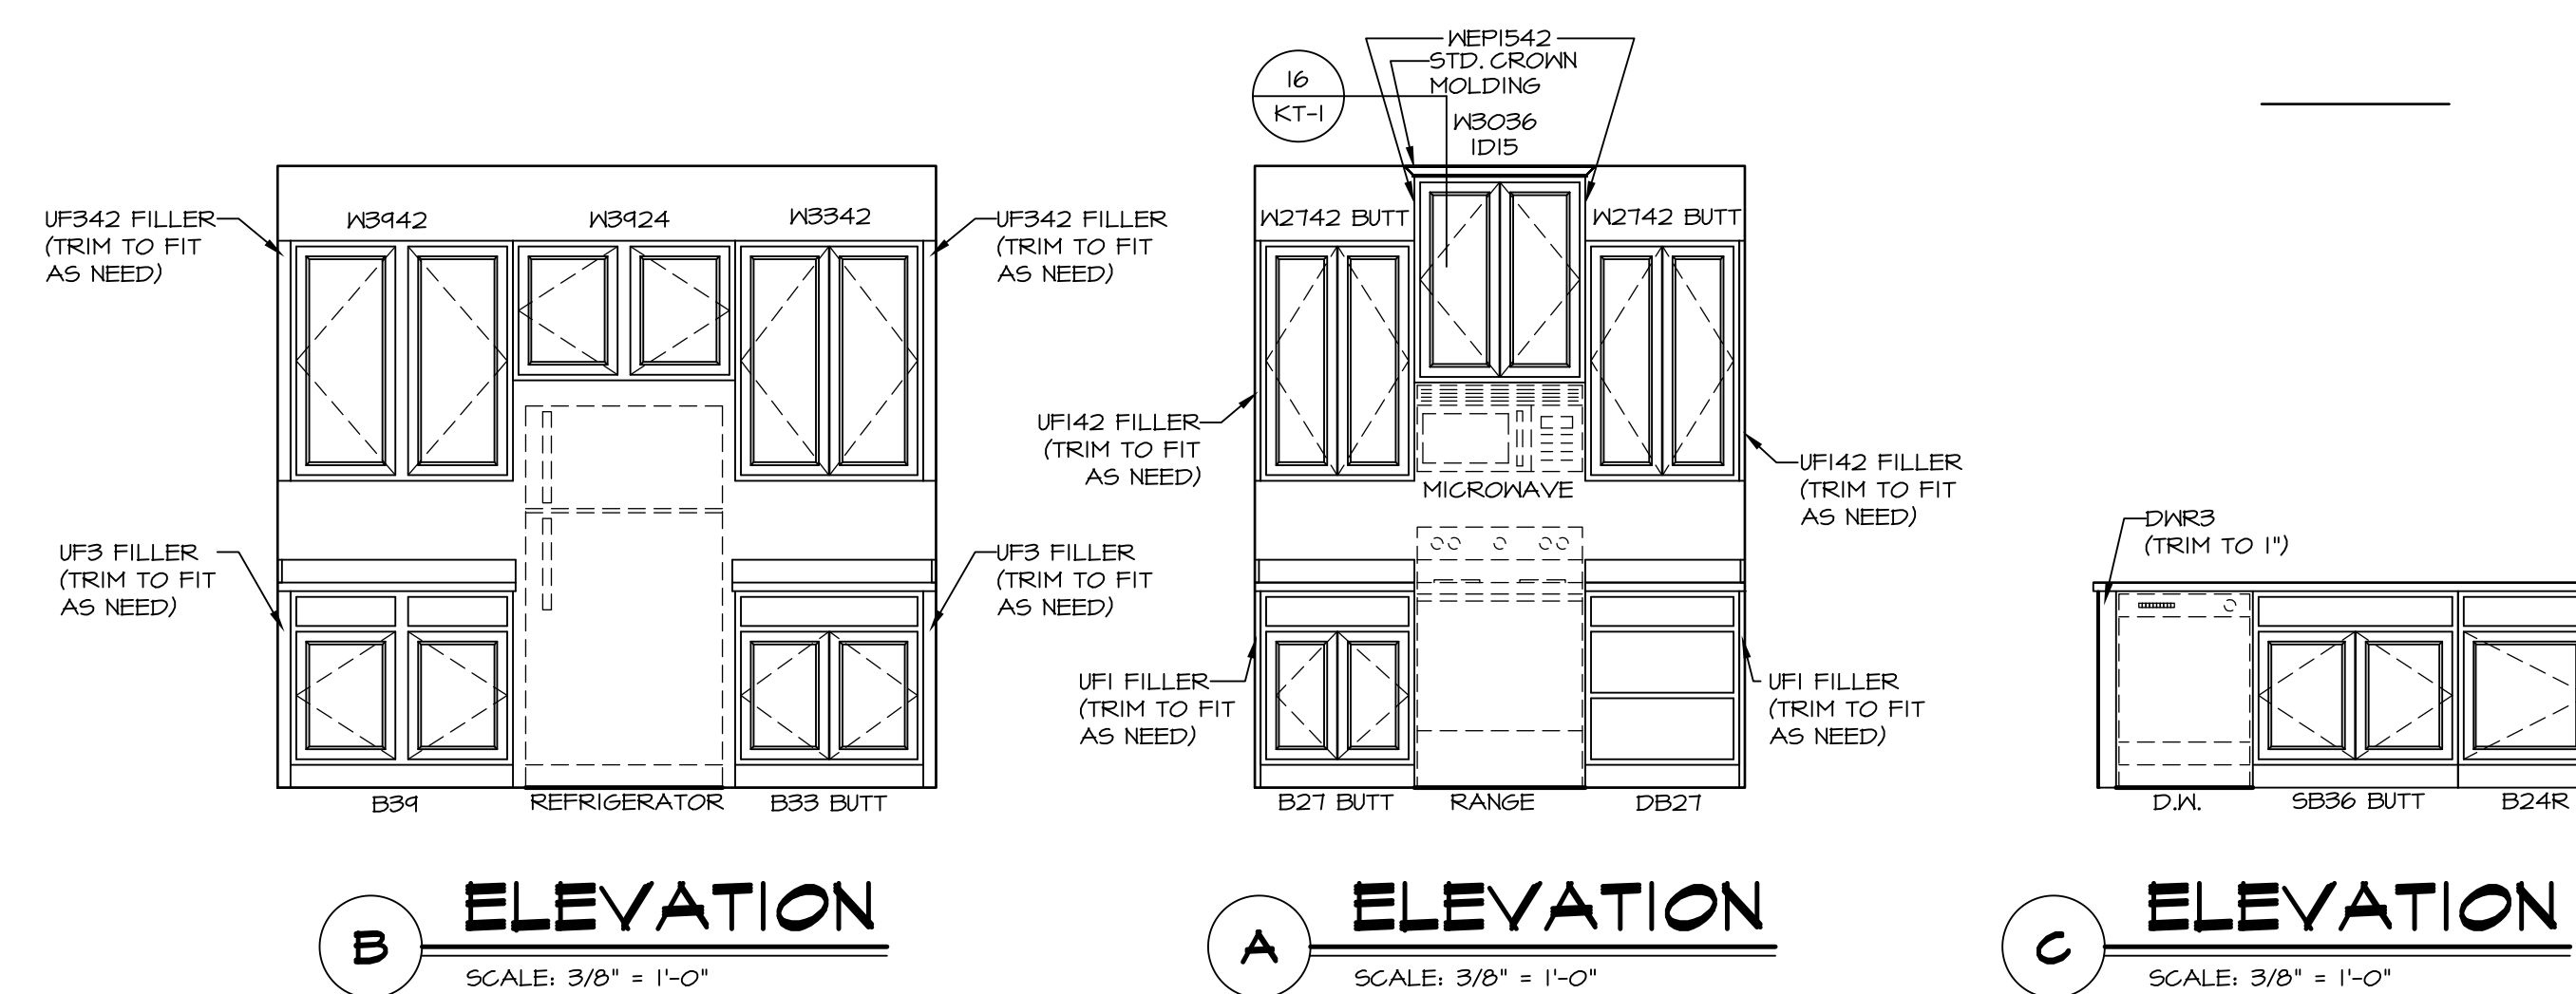 WEP1542
STD. CROWN
MOLDING
16
KT-1
W3036
1D15
UF342 FILLER
(TRIM TO FIT
AS NEED)
W3942
W3924
W3342
UF342 FILLER
(TRIM TO FIT
AS NEED)
UF3 FILLER
(TRIM TO FIT
AS NEED)
UF3 FILLER
(TRIM TO FIT
AS NEED)
B39
REFRIGERATOR
B33 BUTT
B
ELEVATION
SCALE: 3/8" = 1'-0"
W2742 BUTT
W2742 BUTT
UF142 FILLER
(TRIM TO FIT
AS NEED)
MICROWAVE
UF142 FILLER
(TRIM TO FIT
AS NEED)
UF1 FILLER
(TRIM TO FIT
AS NEED)
UF1 FILLER
(TRIM TO FIT
AS NEED)
B27 BUTT
RANGE
DB27
A
ELEVATION
SCALE: 3/8" = 1'-0"
DWR3
(TRIM TO 1")
D.W.
SB36 BUTT
B24R
C
ELEVATION
SCALE: 3/8" = 1'-0"